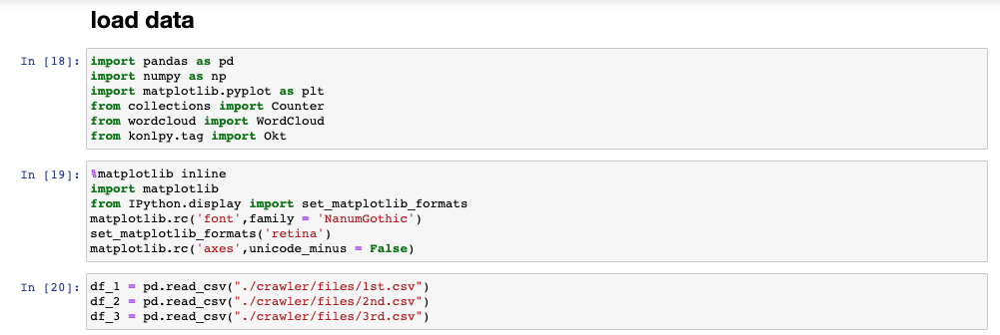 load data
In [18]:
import pandas as pd
import numpy as np
import matplotlib.pyplot as plt
from collections import Counter
from wordcloud import WordCloud
from konlpy.tag import Okt
In [19]:
%matplotlib inline
import matplotlib
from IPython.display import set_matplotlib_formats
matplotlib.rc('font',family = 'NanumGothic')
set_matplotlib_formats('retina')
matplotlib.rc('axes',unicode_minus = False)
In [20]:
df_1 = pd.read_csv("./crawler/files/1st.csv")
df_2 = pd.read_csv("./crawler/files/2nd.csv")
df_3 = pd.read_csv("./crawler/files/3rd.csv")